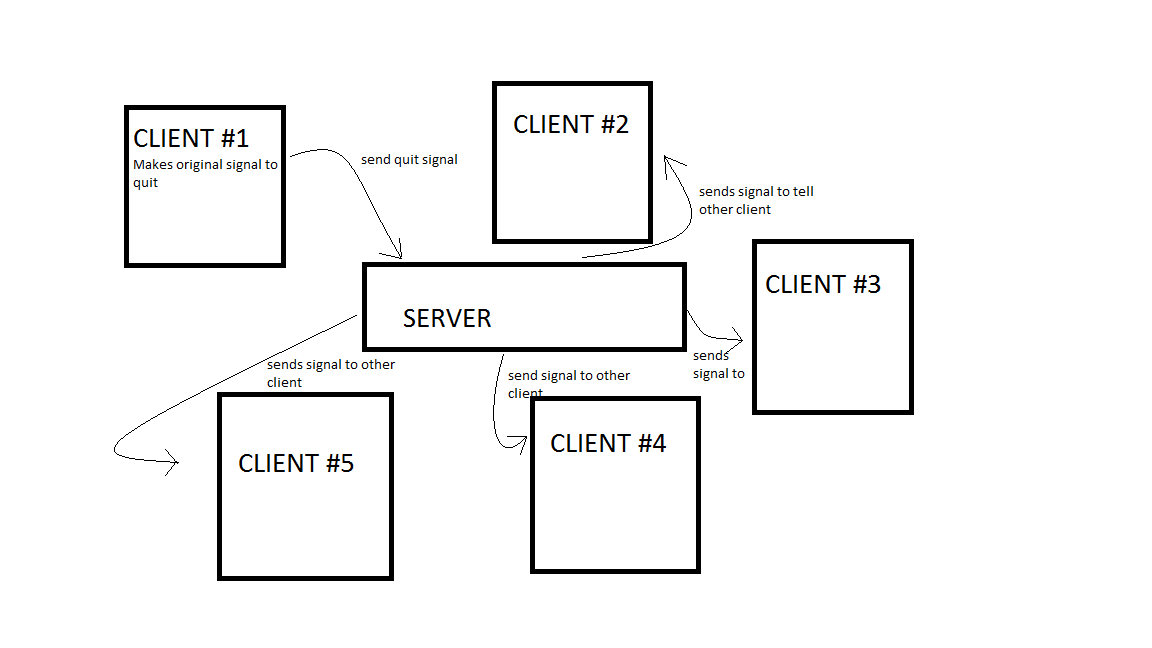 CLIENT #1
Makes original signal to
quit
send quit signal
CLIENT #2
sends signal to tell
other client
CLIENT #3
SERVER
sends
signal to
sends signal to other
client
send signal to other
client
CLIENT #4
CLIENT #5